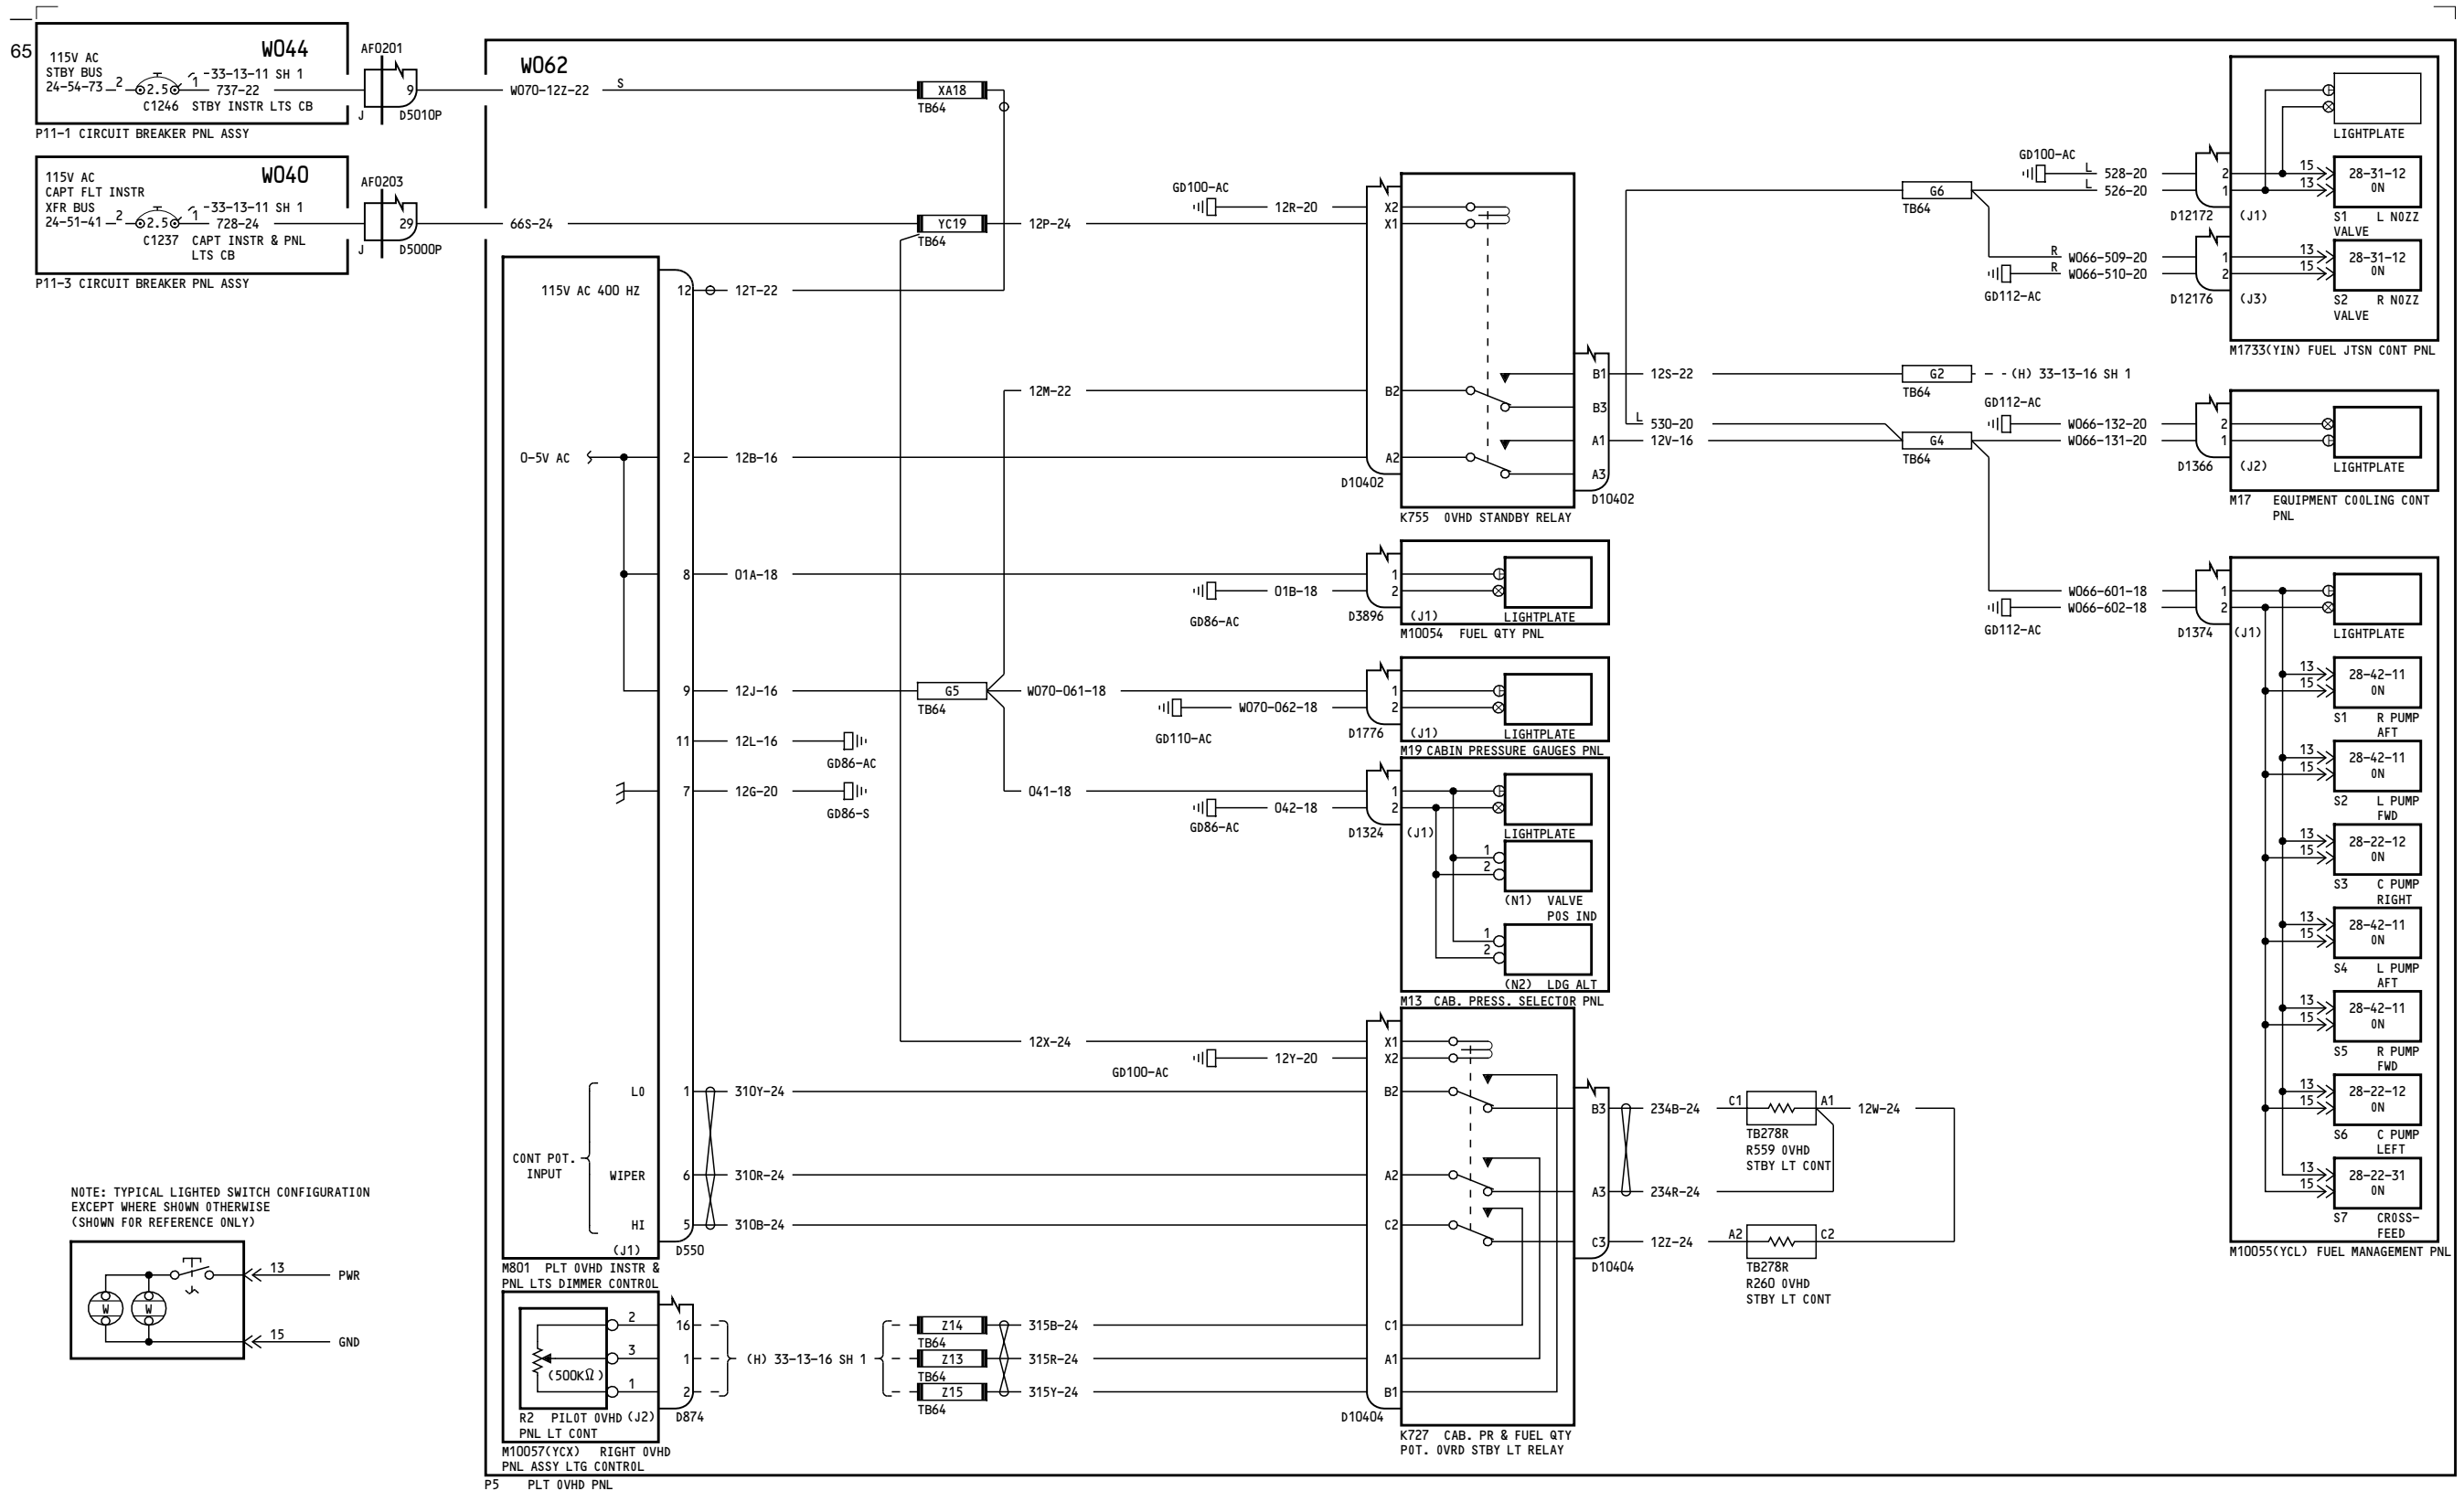 65
W044
115V AC
STBY BUS
24-54-73
2
2.5
1
33-13-11 SH 1
737-22
C1246 STBY INSTR LTS CB
P11-1 CIRCUIT BREAKER PNL ASSY
AF0201
9
J
D5010P
W040
115V AC
CAPT FLT INSTR
XFR BUS
24-51-41
2
2.5
1
33-13-11 SH 1
728-24
C1237 CAPT INSTR & PNL
LTS CB
P11-3 CIRCUIT BREAKER PNL ASSY
AF0203
29
J
D5000P
W062
W070-12Z-22
S
XA18
TB64
66S-24
YC19
TB64
12P-24
GD100-AC
12R-20
115V AC 400 HZ
12
12T-22
0-5V AC
2
12B-16
8
01A-18
9
12J-16
11
12L-16
GD86-AC
7
12G-20
GD86-S
G5
TB64
12M-22
W070-061-18
W070-062-18
GD110-AC
041-18
042-18
GD86-AC
01B-18
GD86-AC
12X-24
12Y-20
GD100-AC
CONT POT.
INPUT
LO
1
310Y-24
WIPER
6
310R-24
HI
5
310B-24
(J1)
D550
M801 PLT OVHD INSTR &
PNL LTS DIMMER CONTROL
R2 PILOT OVHD
PNL LT CONT
(500KΩ)
2
3
1
(J2)
16
1
2
D874
M10057(YCX) RIGHT OVHD
PNL ASSY LTG CONTROL
(H) 33-13-16 SH 1
Z14
TB64
Z13
TB64
Z15
TB64
315B-24
315R-24
315Y-24
P5 PLT OVHD PNL
X2
X1
B2
A2
D10402
B1
B3
A1
A3
D10402
K755 OVHD STANDBY RELAY
1
2
D3896
(J1)
LIGHTPLATE
M10054 FUEL QTY PNL
1
2
D1776
(J1)
LIGHTPLATE
M19 CABIN PRESSURE GAUGES PNL
1
2
D1324
(J1)
LIGHTPLATE
1
2
(N1) VALVE
POS IND
1
2
(N2) LDG ALT
M13 CAB. PRESS. SELECTOR PNL
X1
X2
B2
A2
C2
C1
A1
B1
D10404
B3
A3
C3
D10404
K727 CAB. PR & FUEL QTY
POT. OVRD STBY LT RELAY
234B-24
234R-24
12Z-24
C1
A1
TB278R
R559 OVHD
STBY LT CONT
12W-24
A2
C2
TB278R
R260 OVHD
STBY LT CONT
12S-22
L
530-20
12V-16
G6
TB64
G2
TB64
(H) 33-13-16 SH 1
G4
TB64
GD100-AC
L
528-20
L
526-20
R
W066-509-20
R
W066-510-20
GD112-AC
2
1
D12172
(J1)
1
2
D12176
(J3)
LIGHTPLATE
15
13
28-31-12
ON
S1 L NOZZ
VALVE
13
15
28-31-12
ON
S2 R NOZZ
VALVE
M1733(YIN) FUEL JTSN CONT PNL
GD112-AC
W066-132-20
W066-131-20
2
1
D1366
(J2)
LIGHTPLATE
M17 EQUIPMENT COOLING CONT
PNL
W066-601-18
W066-602-18
GD112-AC
1
2
D1374
(J1)
LIGHTPLATE
13
15
28-42-11
ON
S1 R PUMP
AFT
13
15
28-42-11
ON
S2 L PUMP
FWD
13
15
28-22-12
ON
S3 C PUMP
RIGHT
13
15
28-42-11
ON
S4 L PUMP
AFT
13
15
28-42-11
ON
S5 R PUMP
FWD
13
15
28-22-12
ON
S6 C PUMP
LEFT
13
15
28-22-31
ON
S7 CROSS-
FEED
M10055(YCL) FUEL MANAGEMENT PNL
NOTE: TYPICAL LIGHTED SWITCH CONFIGURATION
EXCEPT WHERE SHOWN OTHERWISE
(SHOWN FOR REFERENCE ONLY)
W
W
13
PWR
15
GND